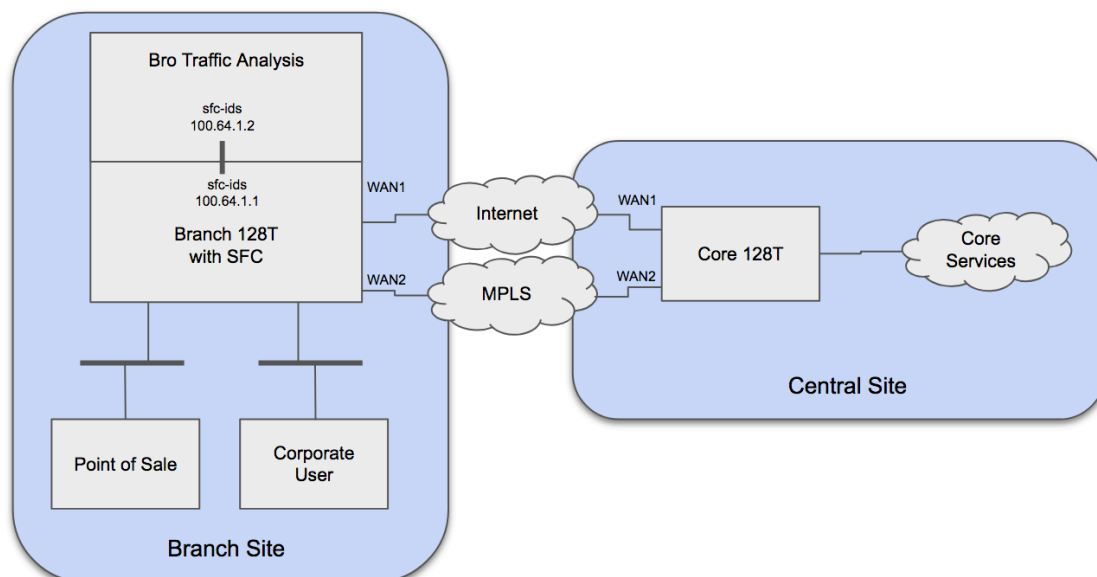 Bro Traffic Analysis
sfc-ids
100.64.1.2
sfc-ids
100.64.1.1
Branch 128T
with SFC
WAN1
WAN2
Internet
MPLS
WAN1
WAN2
Core 128T
Core
Services
Central Site
Point of Sale
Corporate
User
Branch Site